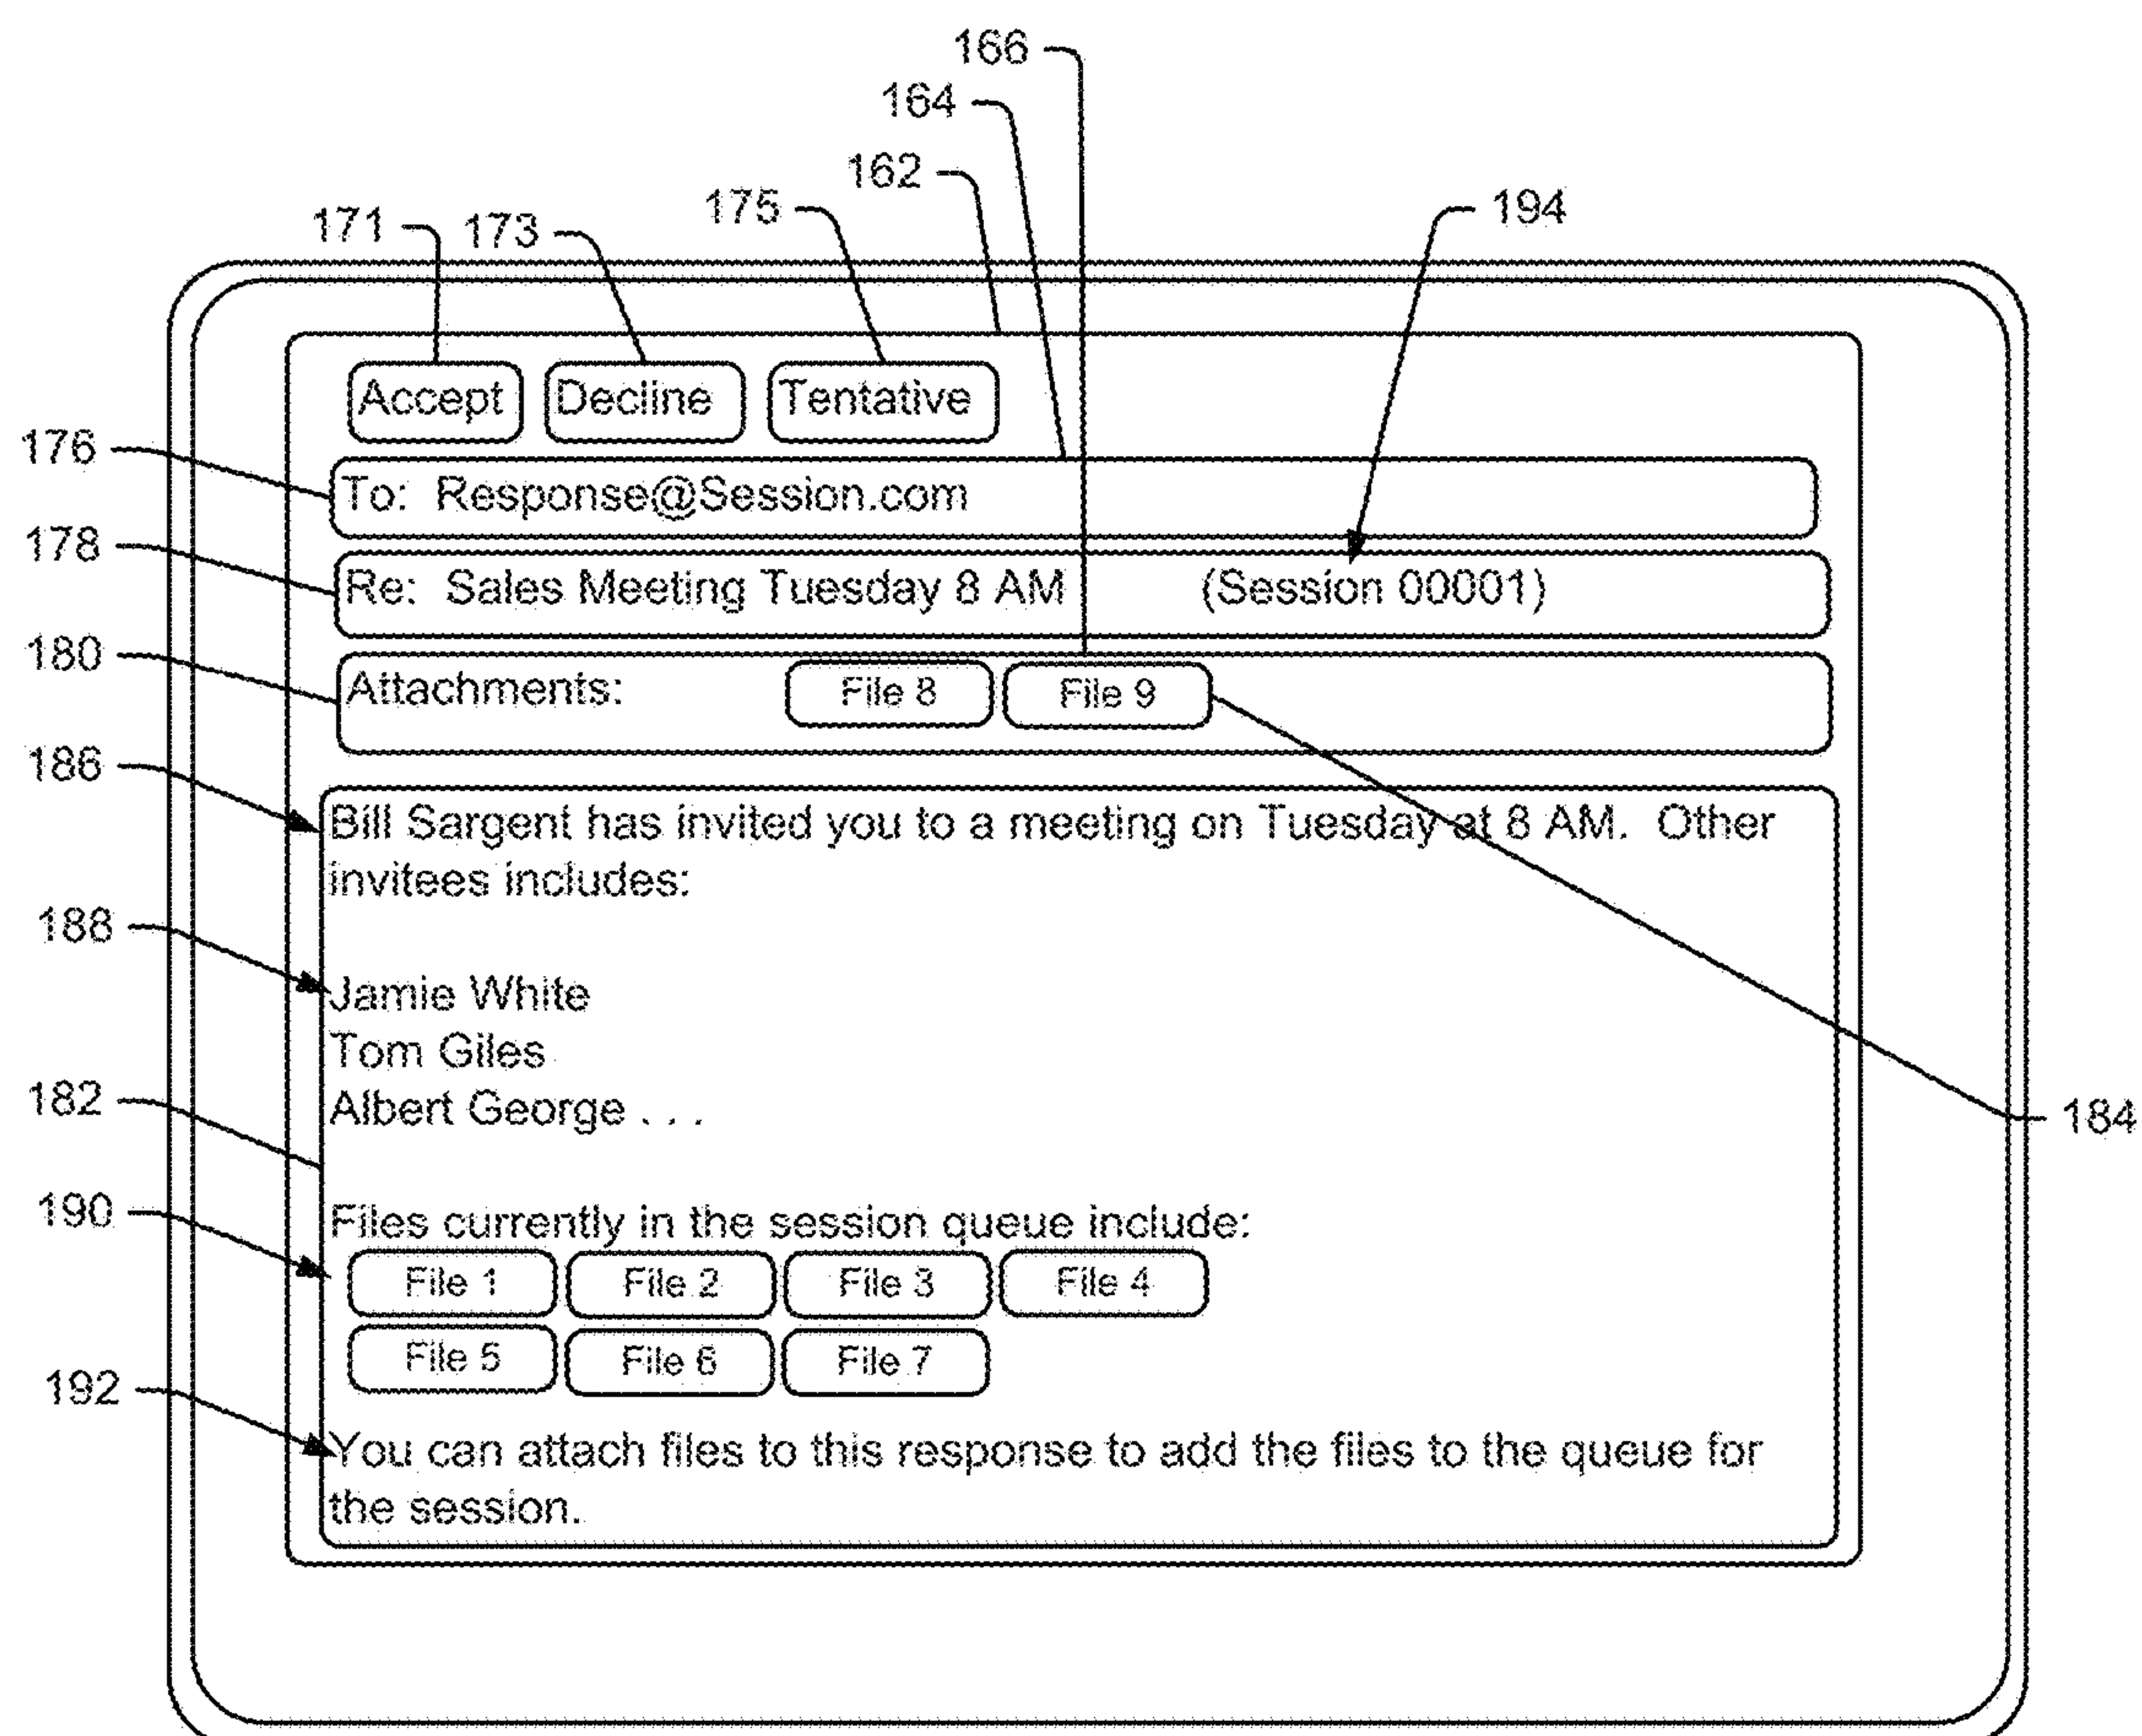 166
164
162
175
171
173
194
Accept Decline Tentative
176
To: Response@Session.com
178
Re: Sales Meeting Tuesday 8 AM (Session 00001)
180
Attachments: File 8 File 9
186
Bill Sargent has invited you to a meeting on Tuesday at 8 AM. Other
invitees includes:
188
Jamie White
Tom Giles
182
Albert George . . .
184
190
Files currently in the session queue include:
File 1 File 2 File 3 File 4
File 5 File 6 File 7
192
You can attach files to this response to add the files to the queue for
the session.